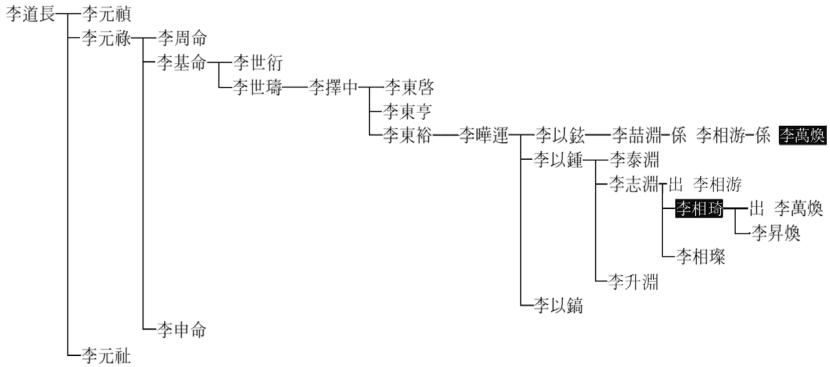 李道長 李元禎
李元祿 李周命
李基命 李世衍
李世璹 李擇中 李東啓
李東亨
李東裕 李曄運 李以鉉 李喆淵 係 李相游 係 李萬煥
李以鍾 李泰淵
李志淵 出 李相游
李相琦 出 李萬煥
李昇煥
李相璨
李升淵
李以鎬
李申命
李元祉